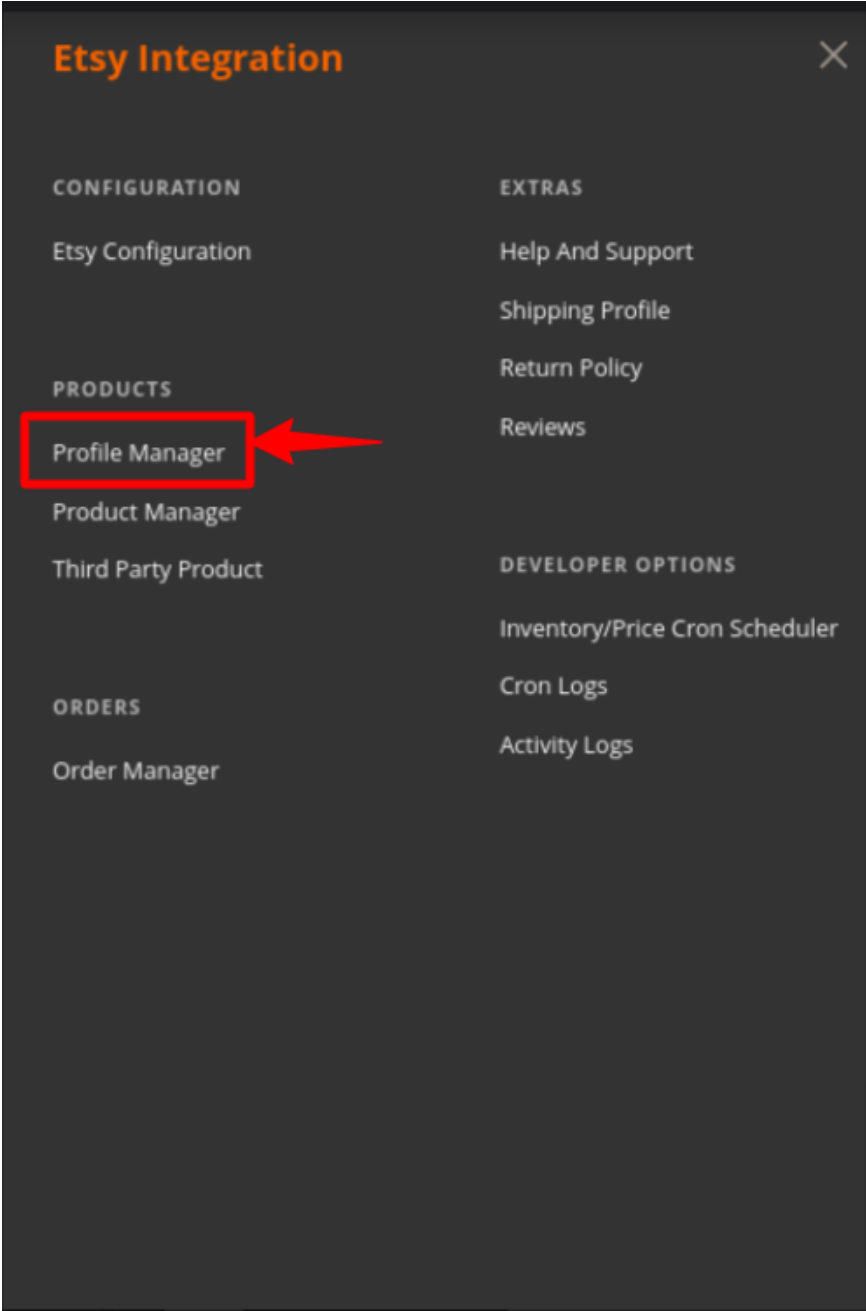 Etsy Integration
CONFIGURATION
Etsy Configuration
PRODUCTS
Profile Manager
Product Manager
Third Party Product
ORDERS
Order Manager
EXTRAS
Help And Support
Shipping Profile
Return Policy
Reviews
DEVELOPER OPTIONS
Inventory/Price Cron Scheduler
Cron Logs
Activity Logs